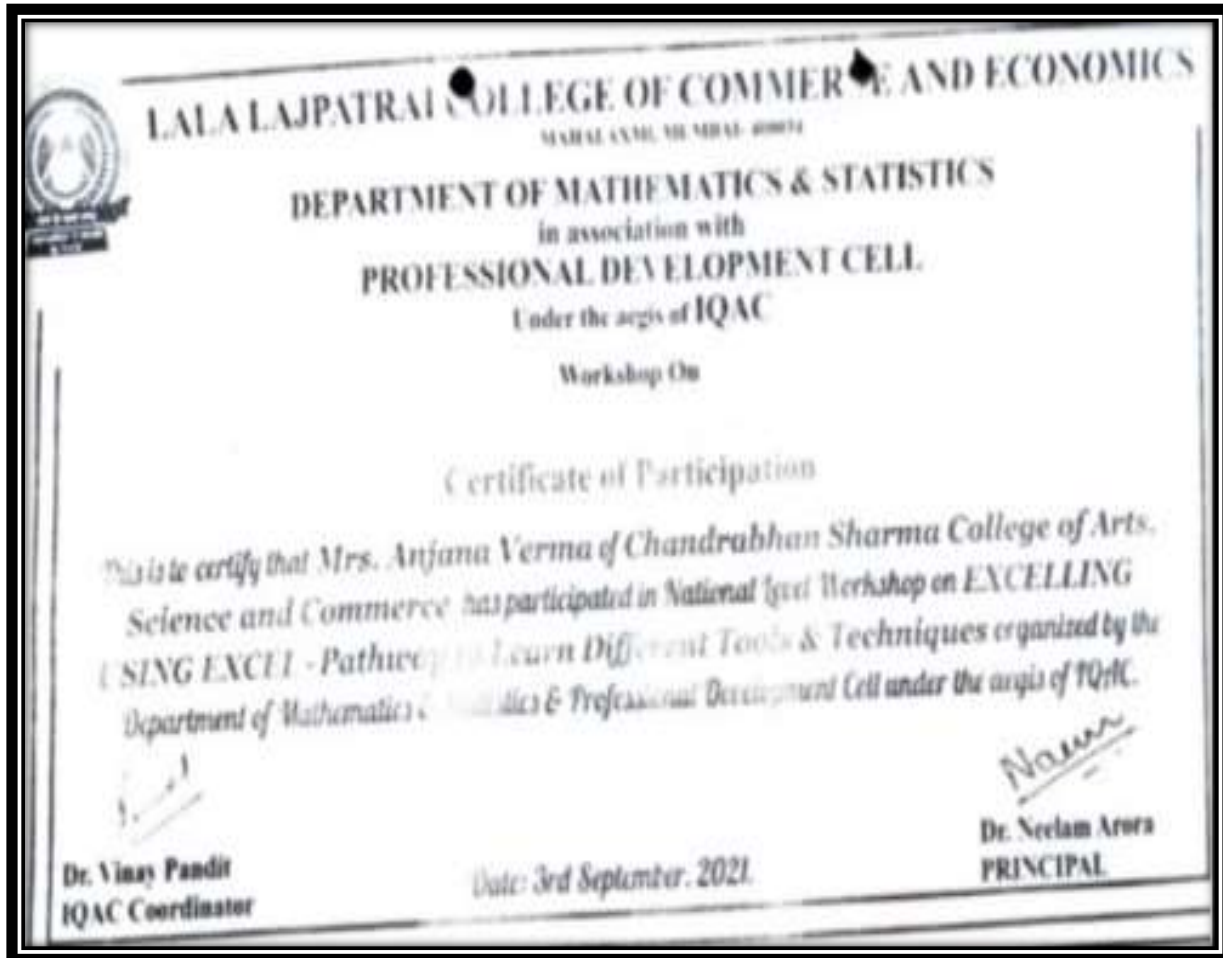 LALA LAJPATRAI COLLEGE OF COMMERCE AND ECONOMICS
MAHALAXMI, MUMBAI- 400034
DEPARTMENT OF MATHEMATICS & STATISTICS
in association with
PROFESSIONAL DEVELOPMENT CELL
Under the aegis of IQAC
Workshop On
Certificate of Participation
This is to certify that Mrs. Anjana Verma of Chandrabhan Sharma College of Arts,
Science and Commerce has participated in National level Workshop on EXCELLING
USING EXCEL - Pathway to Learn Different Tools & Techniques organized by the
Department of Mathematics & Statistics & Professional Development Cell under the aegis of IQAC.
Dr. Vinay Pandit
IQAC Coordinator
Date: 3rd September, 2021.
Dr. Neelam Arora
PRINCIPAL